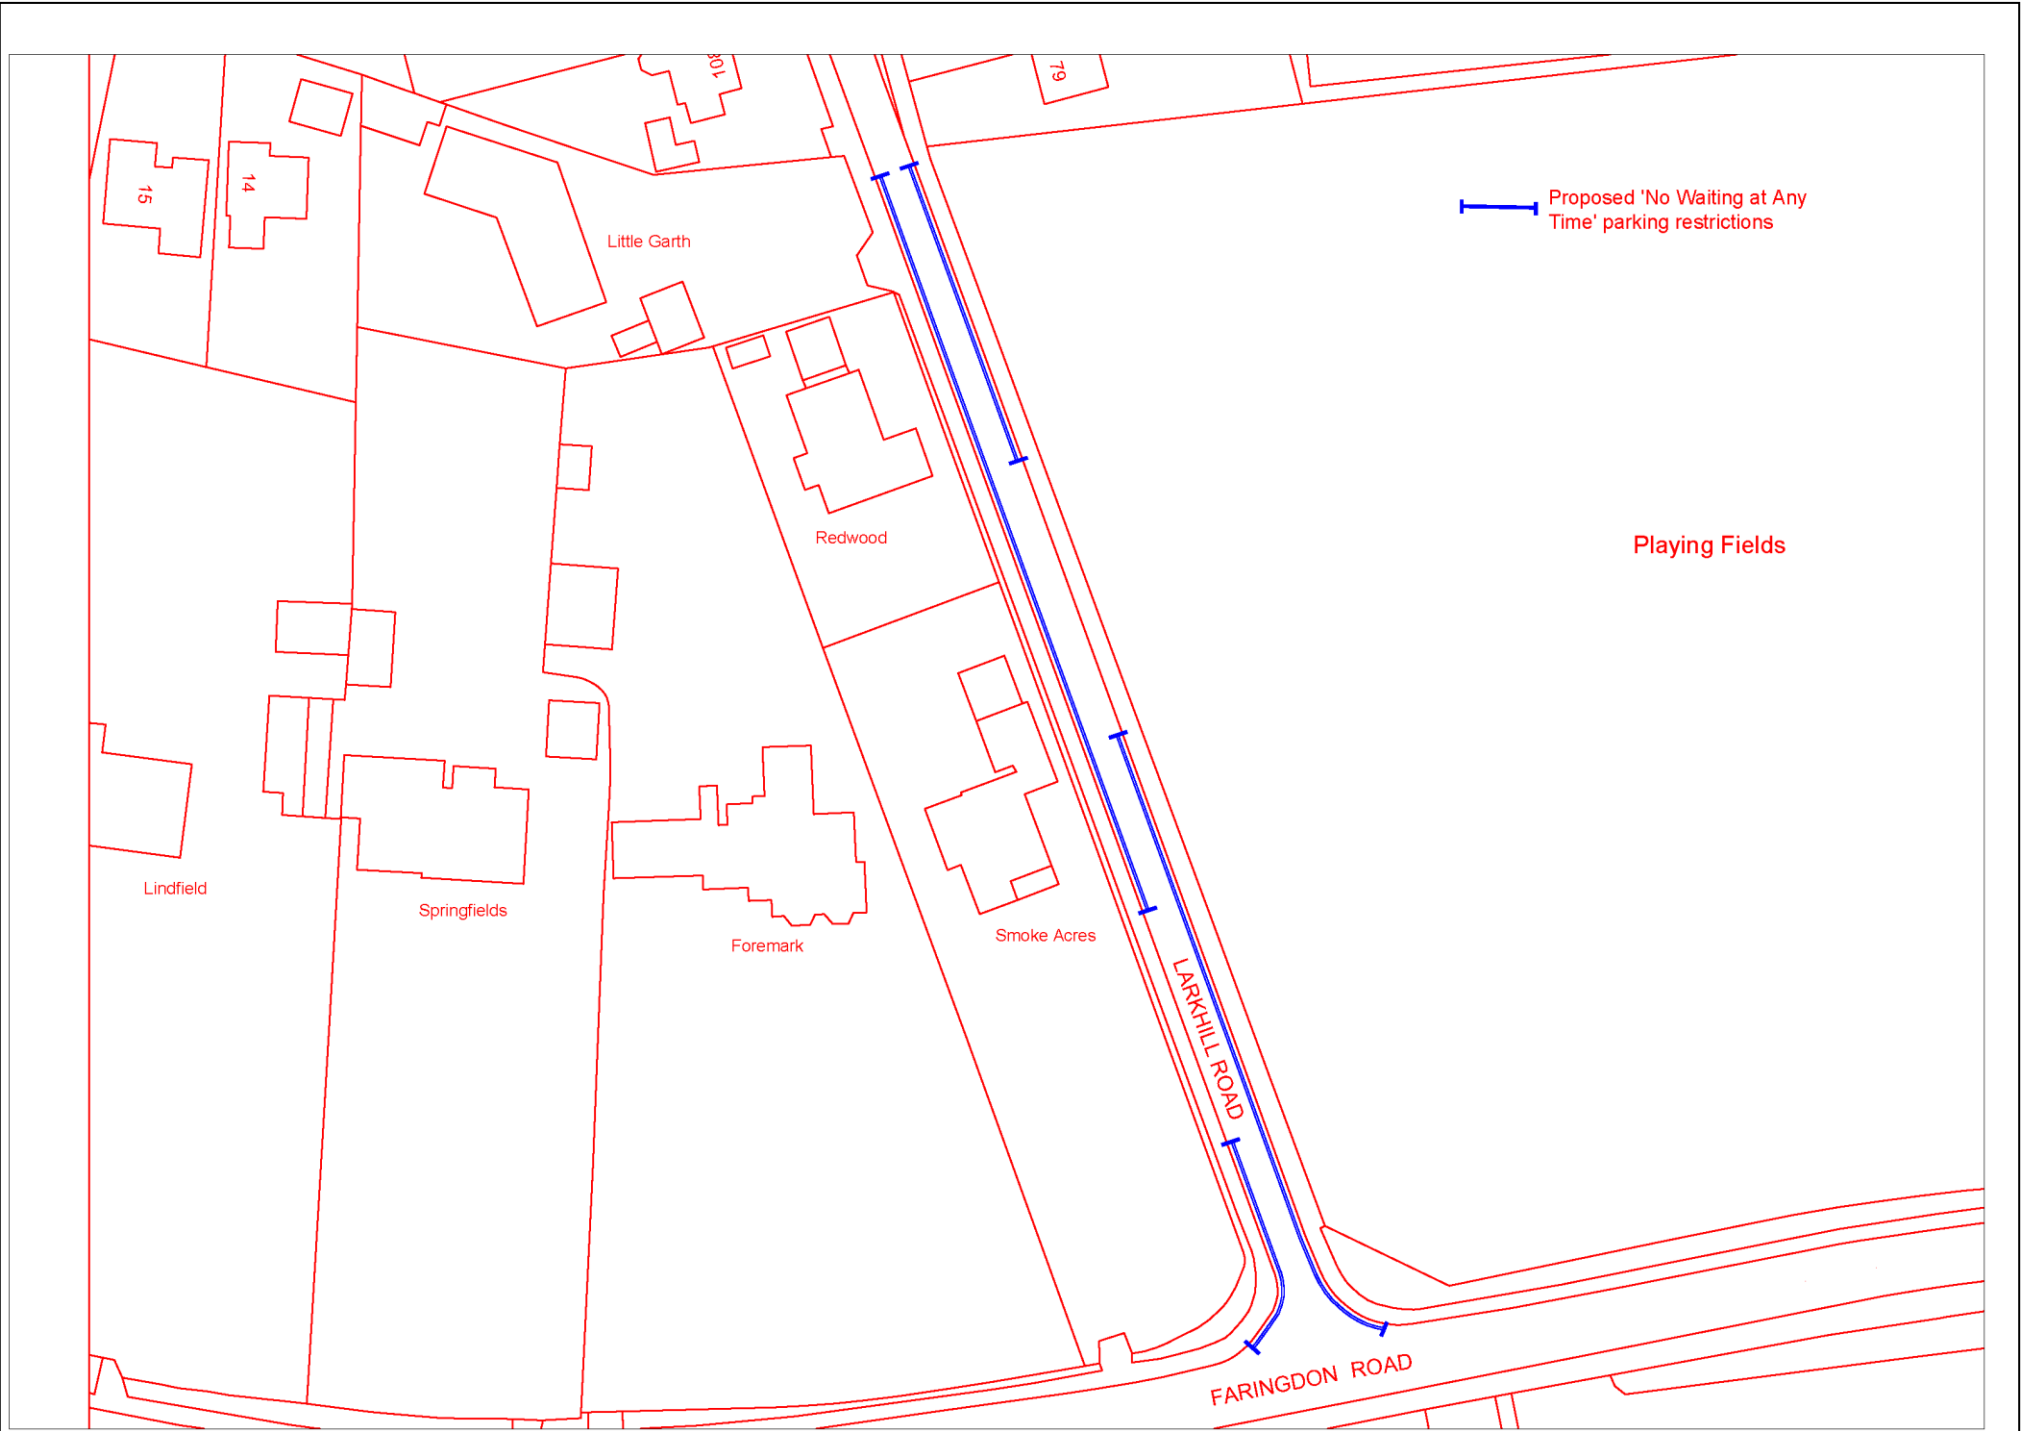 108
79
15
14
Proposed 'No Waiting at Any
Time' parking restrictions
Little Garth
Redwood
Playing Fields
Lindfield
Springfields
Foremark
Smoke Acres
LARKHILL ROAD
FARINGDON ROAD